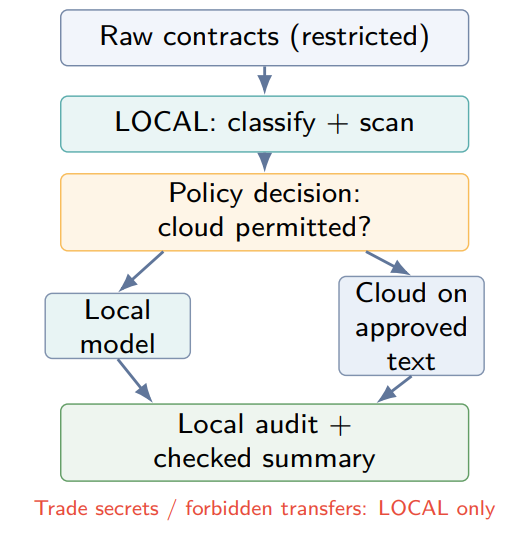 Raw contracts (restricted)
LOCAL: classify + scan
Policy decision:
cloud permitted?
Local
model
Cloud on
approved
text
Local audit +
checked summary
Trade secrets / forbidden transfers: LOCAL only